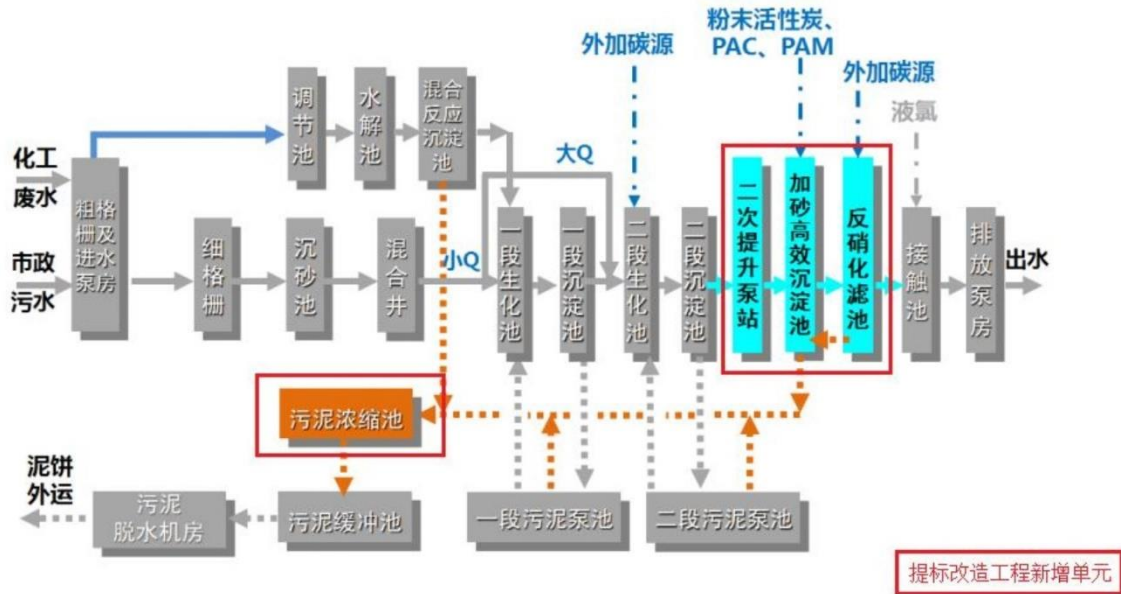 粉末活性炭、
PAC、PAM
外加碳源
外加碳源
液氯
调节池
水解池
混合
反应
沉淀
池
大Q
化工
废水
市政
污水
粗格
栅及
进水
泵房
细格栅
沉砂池
混合井
小Q
一段生化池
一段沉淀池
二段生化池
二段沉淀池
二次提升泵站
加砂高效沉淀池
反硝化滤池
接触池
排放泵房
出水
污泥浓缩池
泥饼
外运
污泥
脱水机房
污泥缓冲池
一段污泥泵池
二段污泥泵池
提标改造工程新增单元